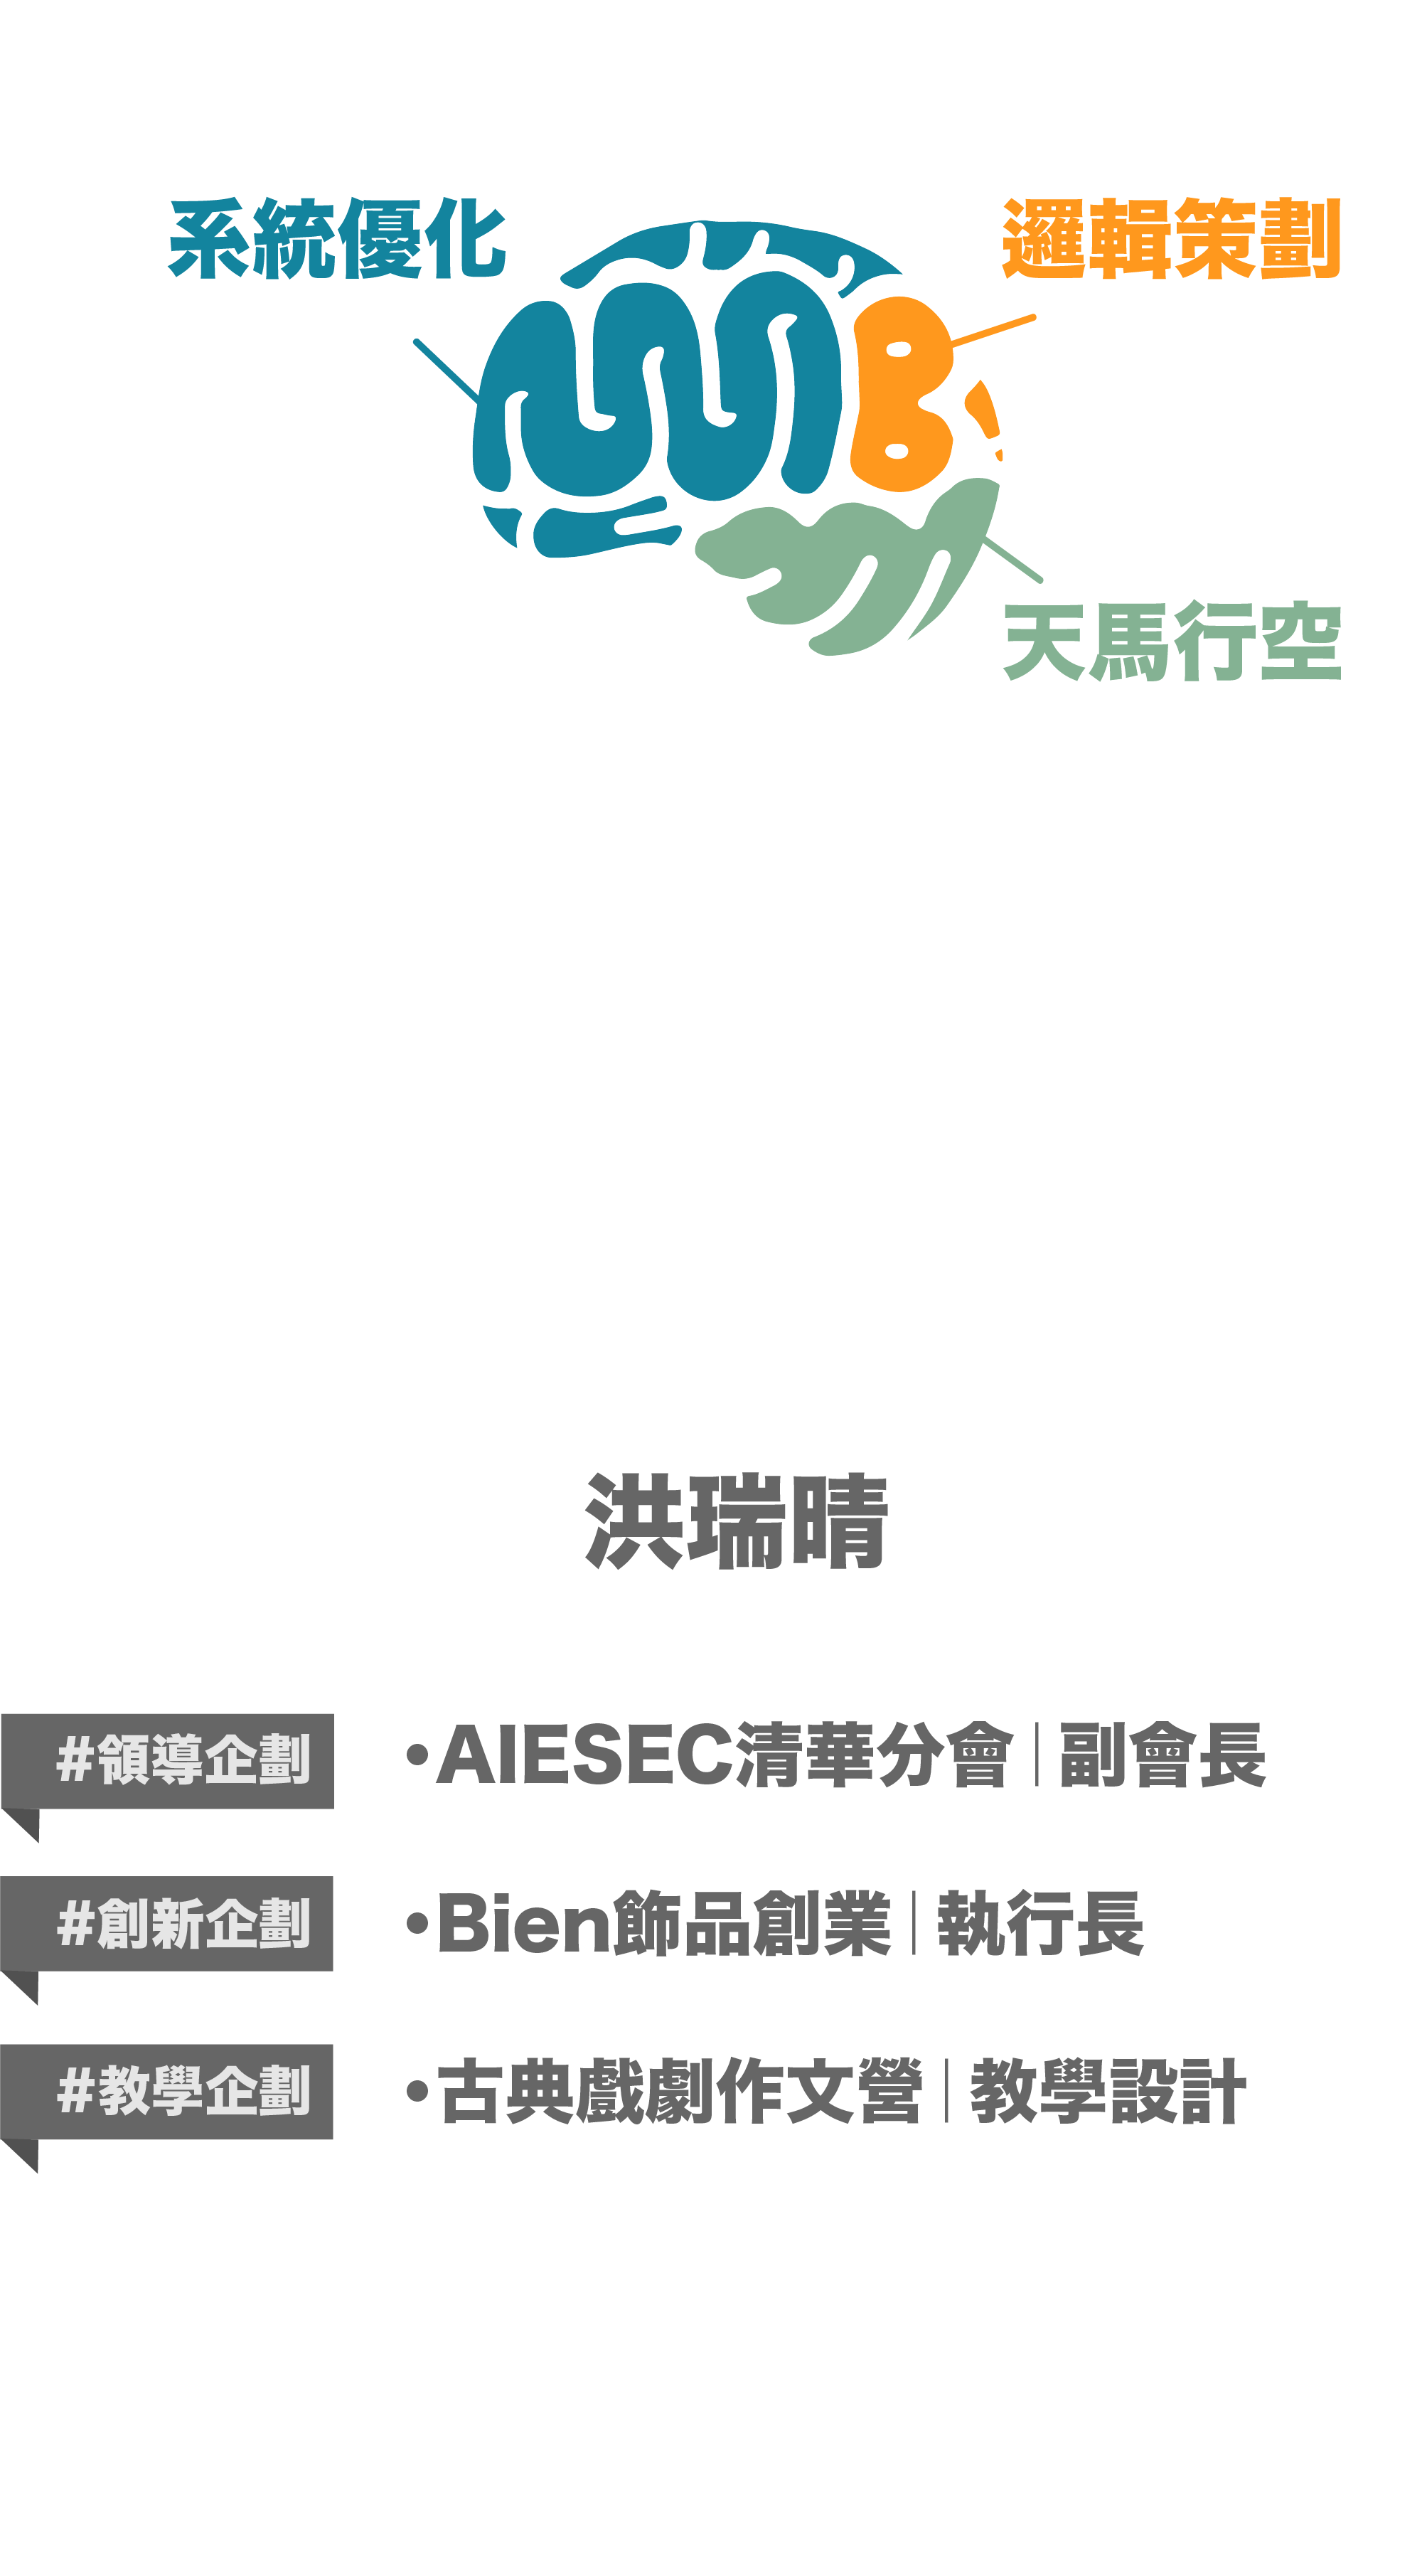 系統優化
邏輯策劃
B
天馬行空
洪瑞晴
#領導企劃
•AIESEC清華分會|副會長
#創新企劃
•Bien飾品創業|執行長
#教學企劃
•古典戲劇作文營|教學設計